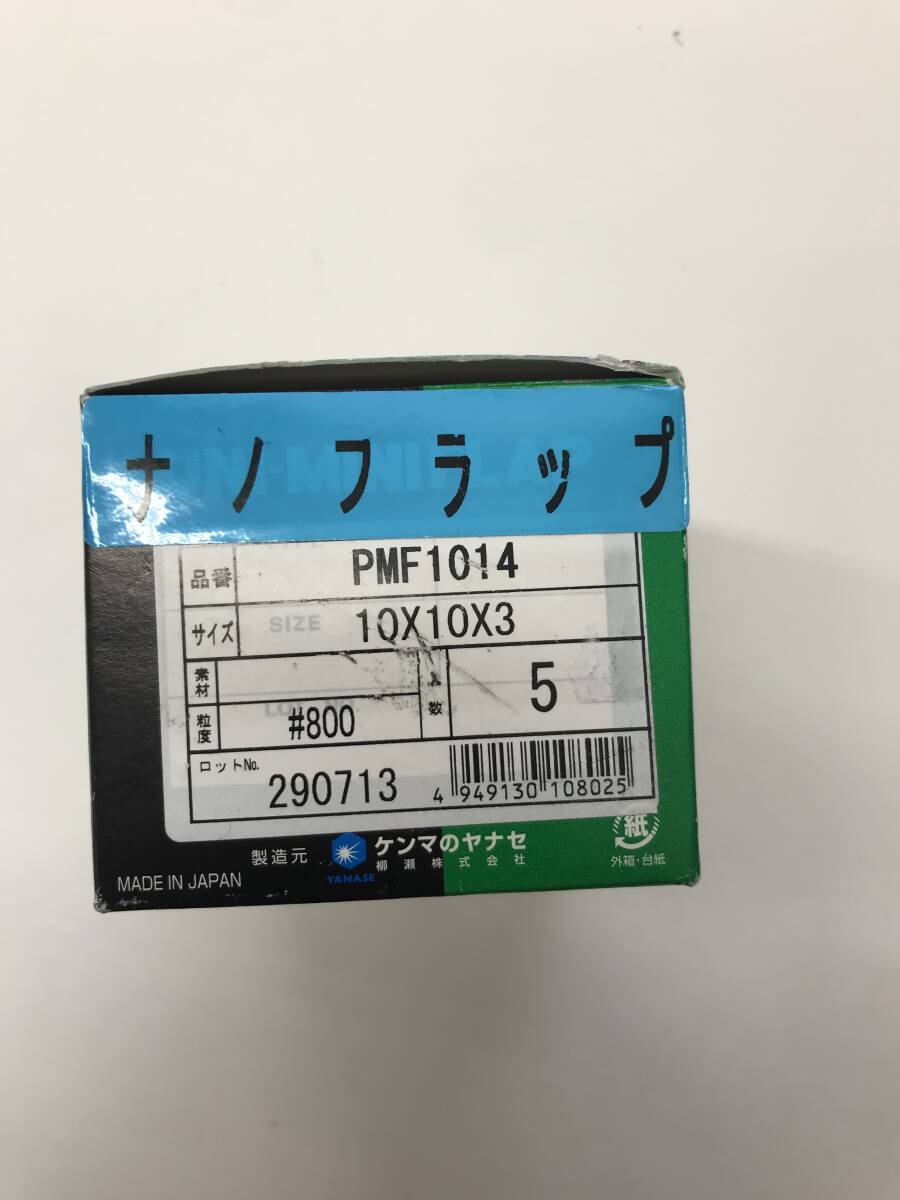 ナノフラップ
品番 PMF1014
サイズ SIZE 10X10X3
素材
入数 5
粒度 #800
ロットNo. 290713
4 949130 108025
製造元 ケンマのヤナセ
柳瀬株式会社
YANASE
MADE IN JAPAN
紙
外箱・台紙